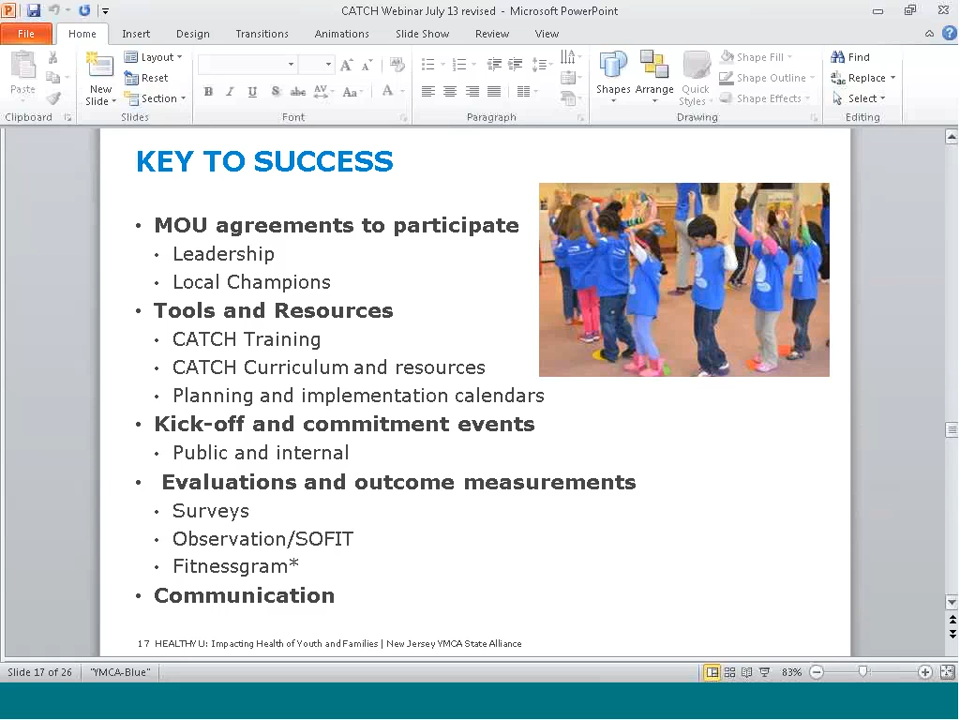 CATCH Webinar July 13 revised - Microsoft PowerPoint
File Home Insert Design Transitions Animations Slide Show Review View
Paste
New Slide
Layout
Reset
Section
Shapes Arrange Quick Styles
Shape Fill
Shape Outline
Shape Effects
Find
Replace
Select
Clipboard Slides Font Paragraph Drawing Editing
KEY TO SUCCESS
• MOU agreements to participate
• Leadership
• Local Champions
• Tools and Resources
• CATCH Training
• CATCH Curriculum and resources
• Planning and implementation calendars
• Kick-off and commitment events
• Public and internal
• Evaluations and outcome measurements
• Surveys
• Observation/SOFIT
• Fitnessgram*
• Communication
17 HEALTHY U: Impacting Health of Youth and Families | New Jersey YMCA State Alliance
Slide 17 of 26 "YMCA-Blue" 83%